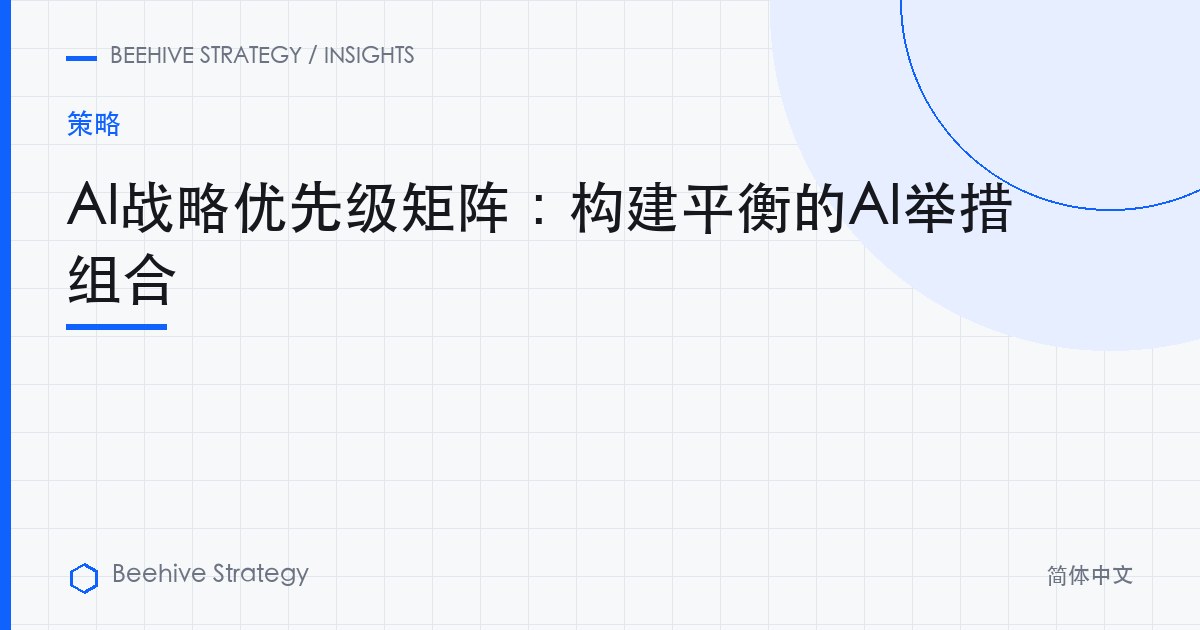 BEEHIVE STRATEGY / INSIGHTS
策略
AI战略优先级矩阵：构建平衡的AI举措
组合
Beehive Strategy
简体中文